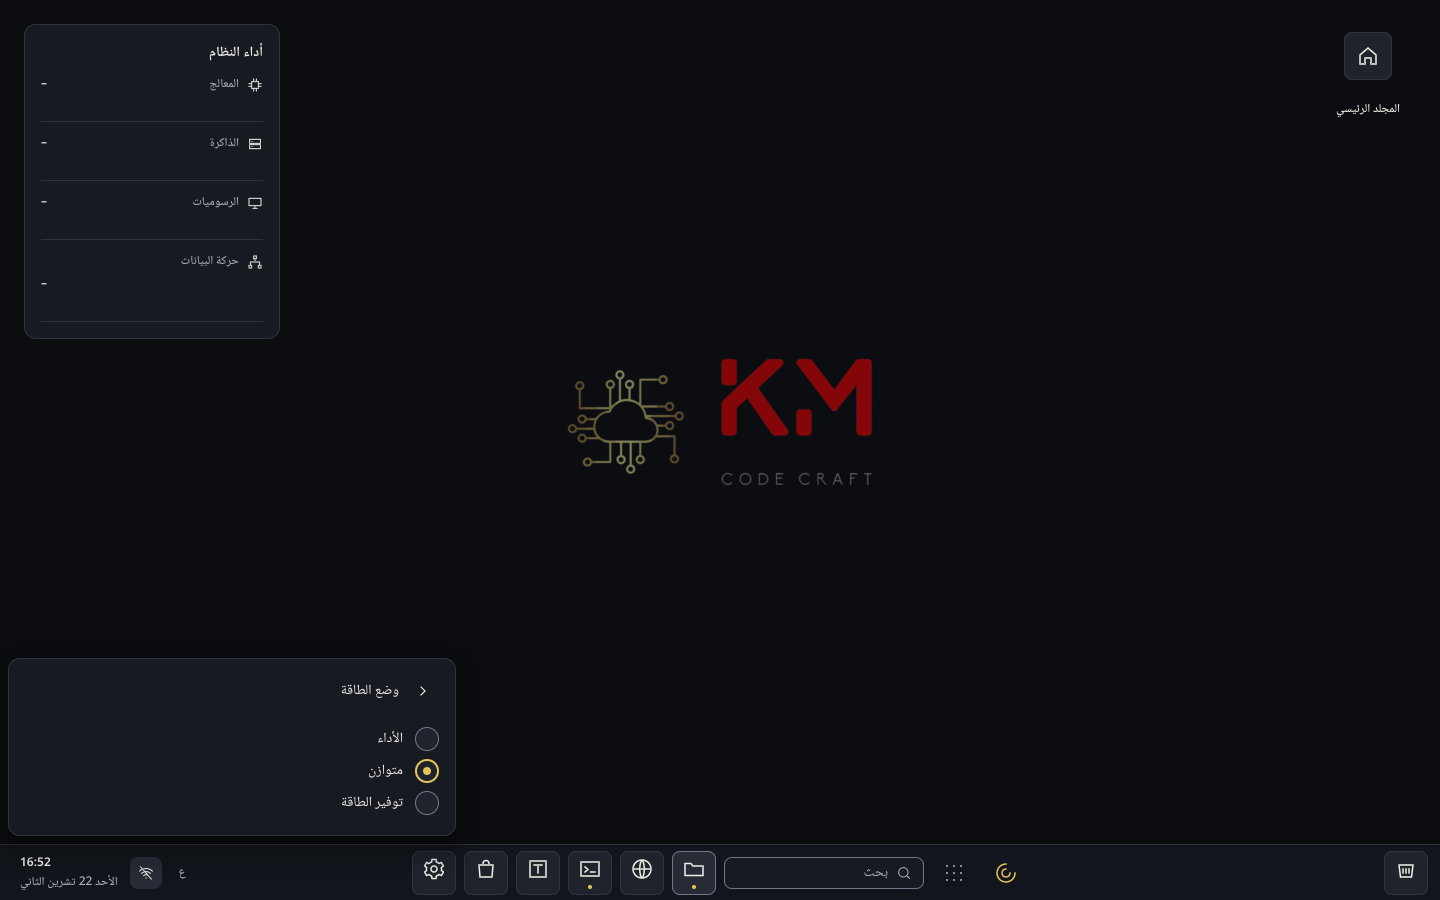 المجلد الرئيسي
أداء النظام
المعالج -
الذاكرة -
الرسوميات -
حركة البيانات
-
KM
CODE CRAFT
وضع الطاقة
الأداء
متوازن
توفير الطاقة
بحث
ع
16:52
الأحد 22 تشرين الثاني